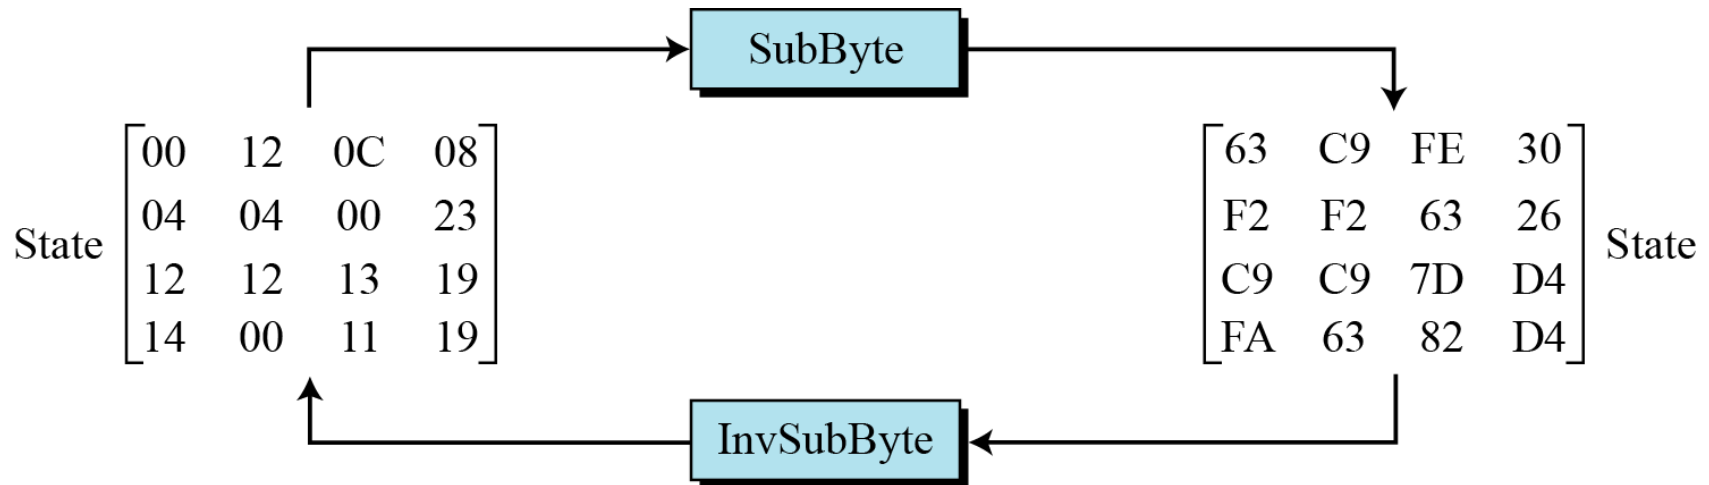 SubByte
00 12 0C 08
04 04 00 23
12 12 13 19
14 00 11 19
State
63 C9 FE 30
F2 F2 63 26
C9 C9 7D D4
FA 63 82 D4
State
InvSubByte